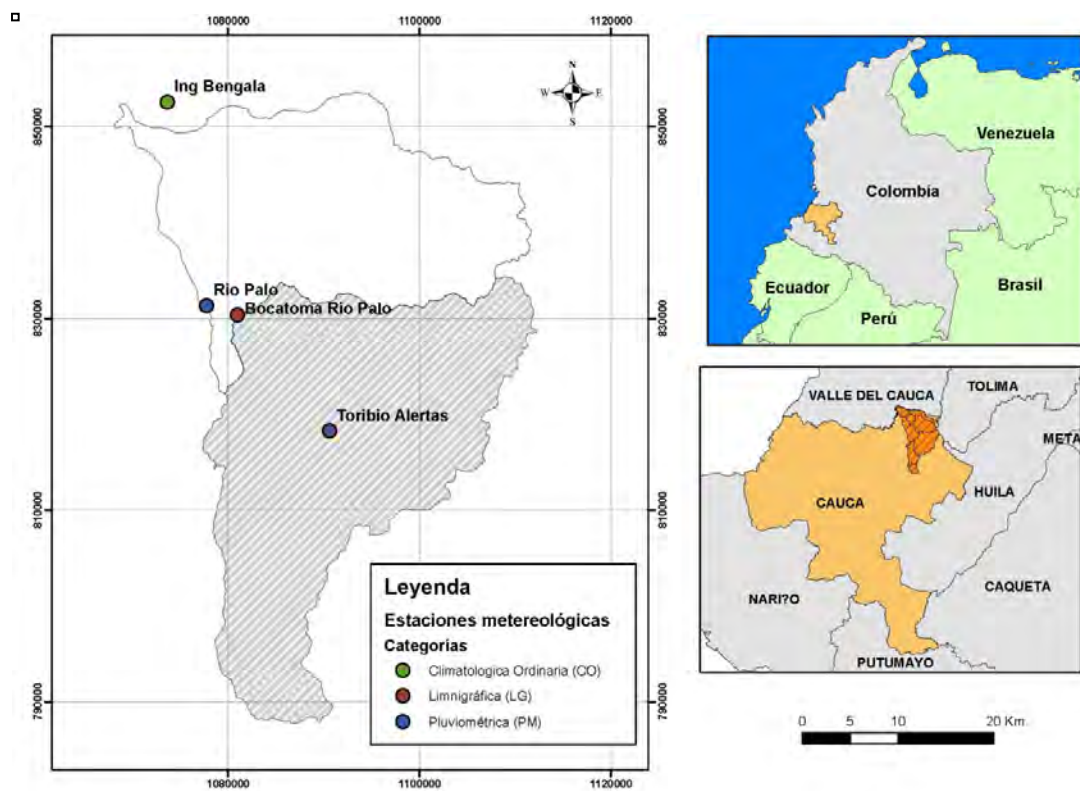 1080000
1100000
1120000
Ing Bengala
N
W
E
S
850000
850000
Rio Palo
Bocatoma Rio Palo
830000
830000
Toribio Alertas
810000
810000
790000
790000
Leyenda
Estaciones metereológicas
Categorias
Climatologica Ordinaria (CO)
Limnigráfica (LG)
Pluviométrica (PM)
1080000
1100000
1120000
Venezuela
Colombia
Ecuador
Perú
Brasil
VALLE DEL CAUCA
TOLIMA
META
HUILA
CAUCA
NARI?O
CAQUETA
PUTUMAYO
0 5 10 20 Km.